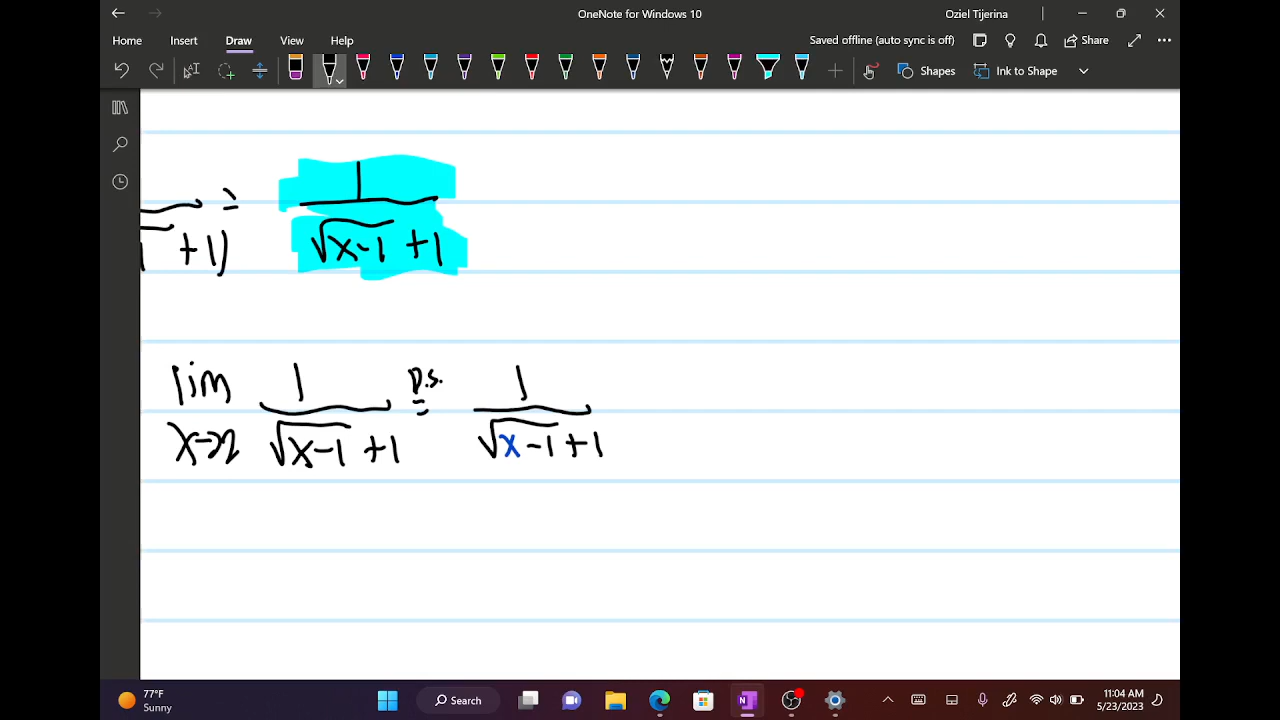 OneNote for Windows 10
Oziel Tijerina
Home Insert Draw View Help
Saved offline (auto sync is off)
Share
Shapes
Ink to Shape
+1) = 1/(√(x-1) +1)
lim x→2 1/(√(x-1) +1) D.S. = 1/(√(x-1) +1)
77°F
Sunny
Search
11:04 AM
5/23/2023